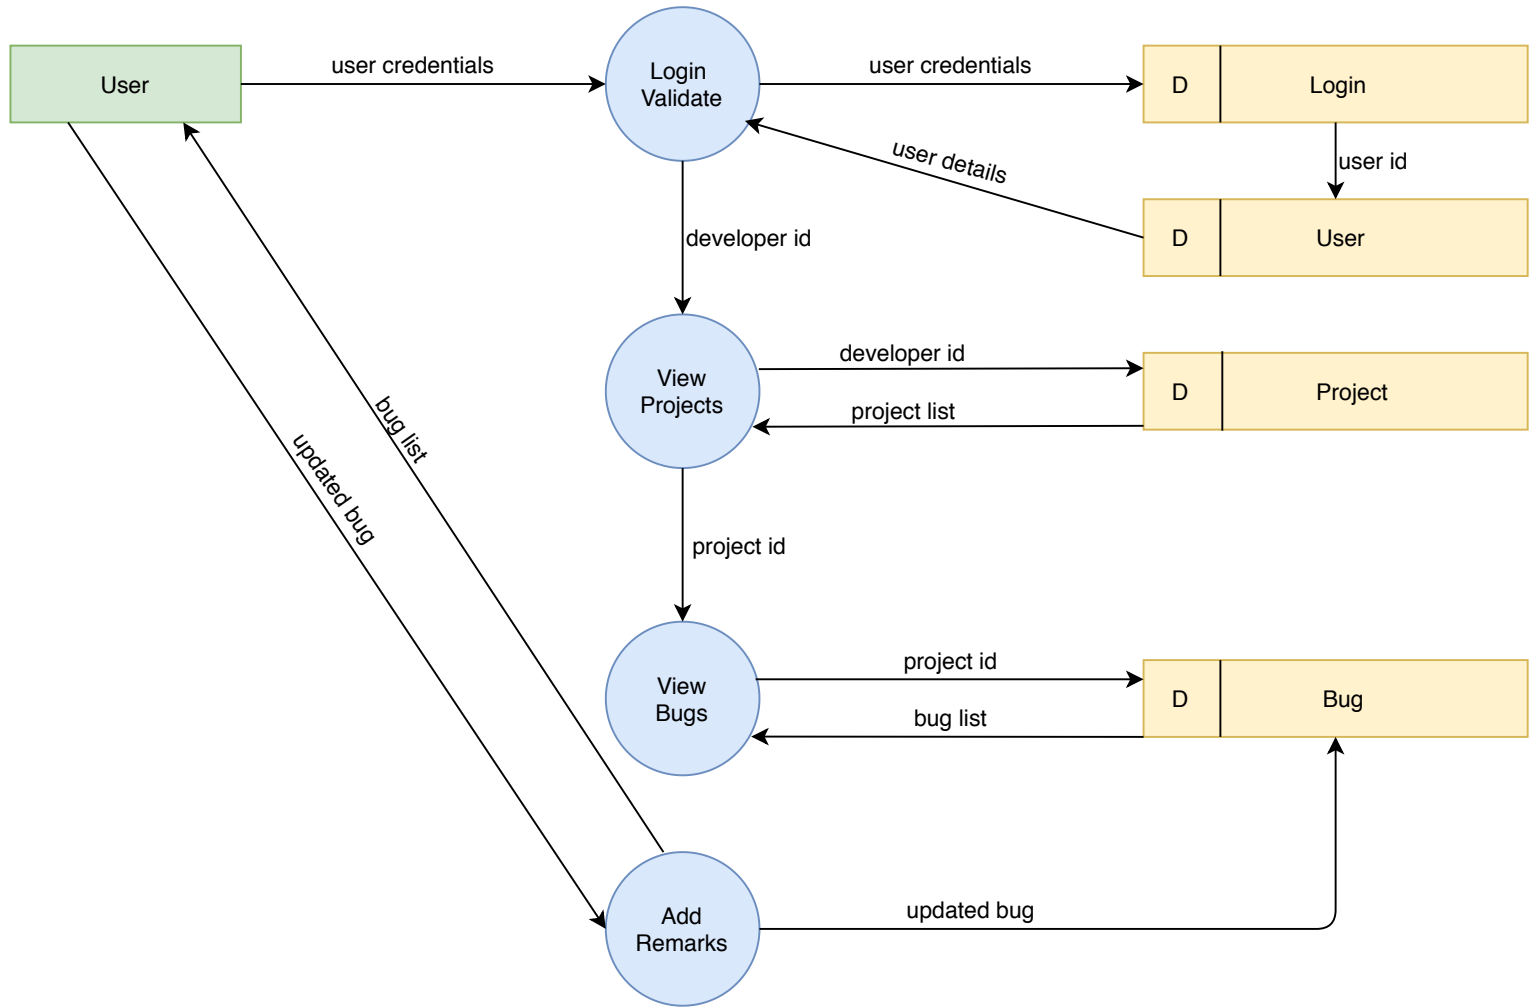 User
user credentials
Login
Validate
user credentials
D
Login
user details
user id
D
User
developer id
View
Projects
developer id
project list
D
Project
bug list
updated bug
project id
View
Bugs
project id
bug list
D
Bug
Add
Remarks
updated bug